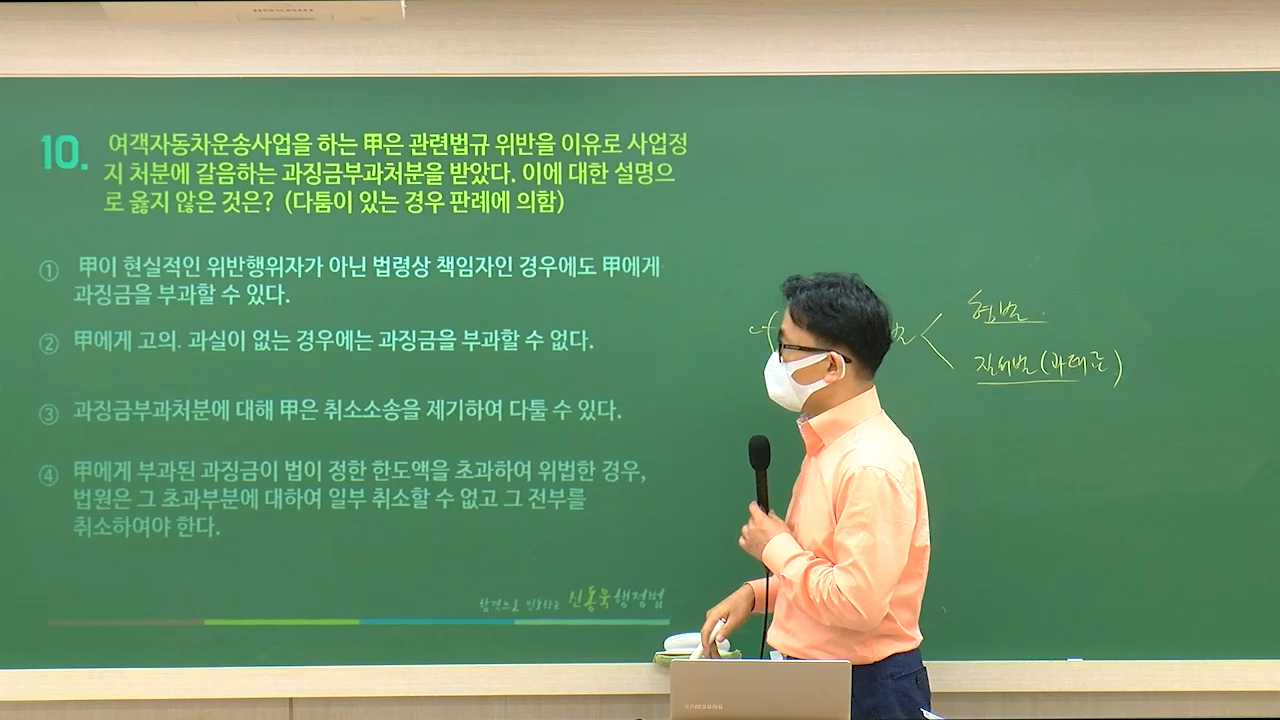 10. 여객자동차운송사업을 하는 甲은 관련법규 위반을 이유로 사업정
지 처분에 갈음하는 과징금부과처분을 받았다. 이에 대한 설명으
로 옳지 않은 것은? (다툼이 있는 경우 판례에 의함)
① 甲이 현실적인 위반행위자가 아닌 법령상 책임자인 경우에도 甲에게
과징금을 부과할 수 있다.
② 甲에게 고의. 과실이 없는 경우에는 과징금을 부과할 수 없다.
③ 과징금부과처분에 대해 甲은 취소소송을 제기하여 다툴 수 있다.
④ 甲에게 부과된 과징금이 법이 정한 한도액을 초과하여 위법한 경우,
법원은 그 초과부분에 대하여 일부 취소할 수 없고 그 전부를
취소하여야 한다.
합격으로 인도하는 신동욱행정법
형벌.
질서벌(과태료)
SAMSUNG